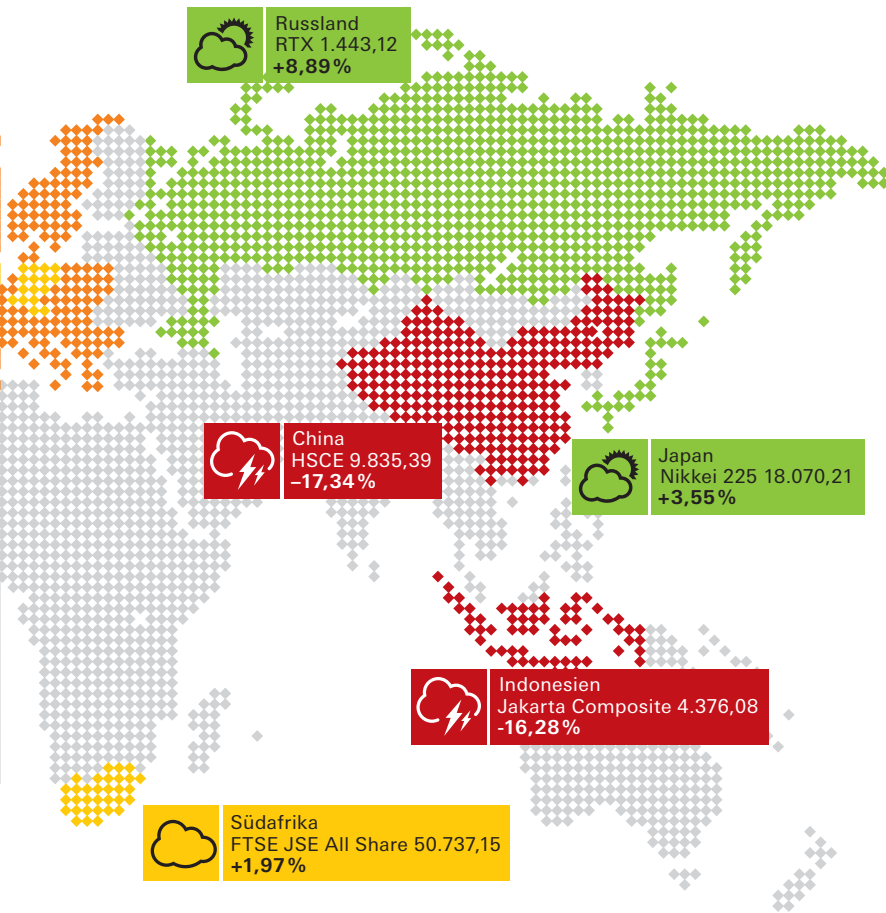 Russland
RTX 1.443,12
+8,89%
China
HSCE 9.835,39
–17,34%
Japan
Nikkei 225 18.070,21
+3,55%
Indonesien
Jakarta Composite 4.376,08
-16,28%
Südafrika
FTSE JSE All Share 50.737,15
+1,97%